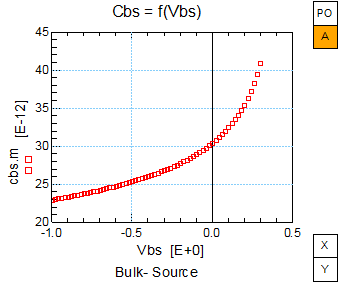 Cbs = f(Vbs)
PO
A
45
40
35
30
25
20
cbs.m [E-12]
-1.0 -0.5 0.0 0.5
Vbs [E+0]
Bulk- Source
X
Y